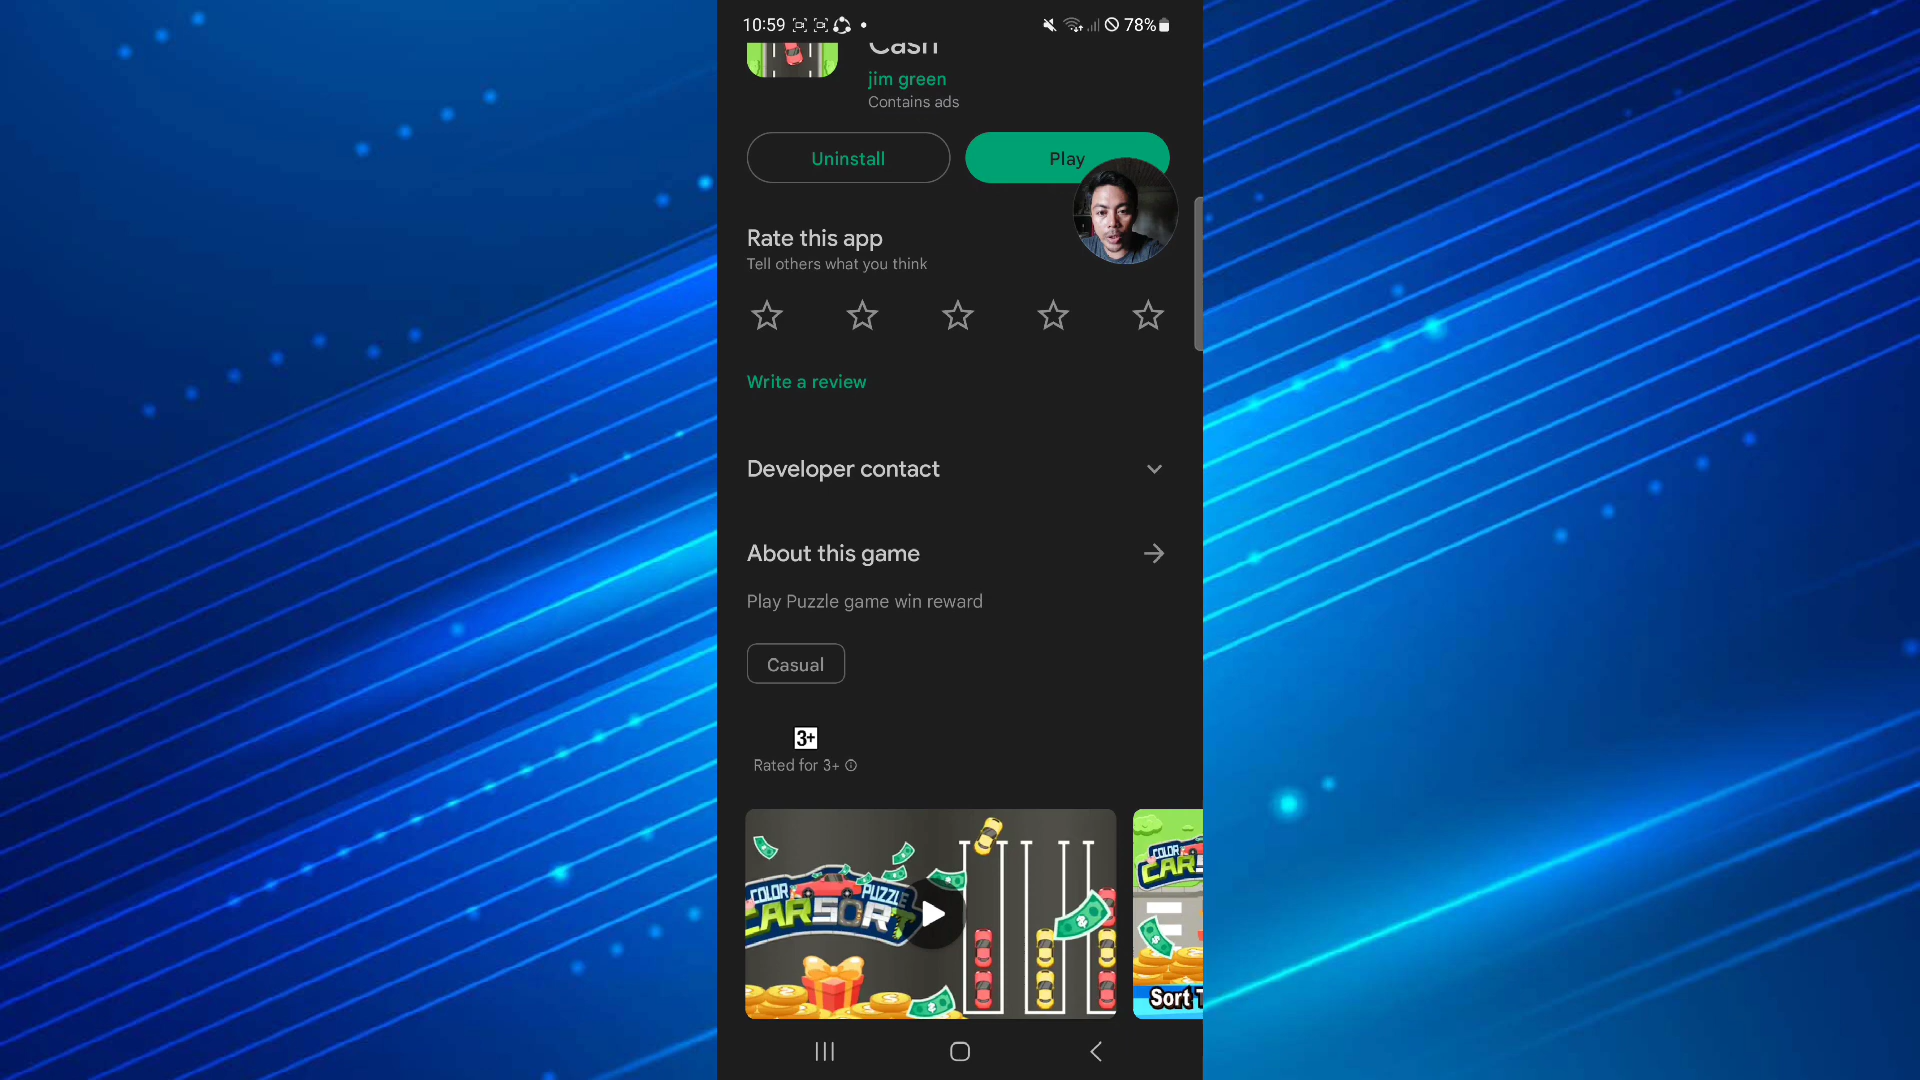 10:59
78%
Cash
jim green
Contains ads
Uninstall
Play
Rate this app
Tell others what you think
Write a review
Developer contact
About this game
Play Puzzle game win reward
Casual
3+
Rated for 3+
COLOR PUZZLE
CAR SORT
COLOR
CARS
Sort T